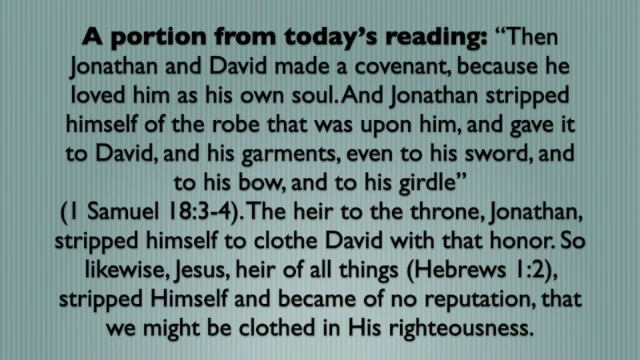 A portion from today's reading: “Then
Jonathan and David made a covenant, because he
loved him as his own soul. And Jonathan stripped
himself of the robe that was upon him, and gave it
to David, and his garments, even to his sword, and
to his bow, and to his girdle”
(1 Samuel 18:3-4). The heir to the throne, Jonathan,
stripped himself to clothe David with that honor. So
likewise, Jesus, heir of all things (Hebrews 1:2),
stripped Himself and became of no reputation, that
we might be clothed in His righteousness.